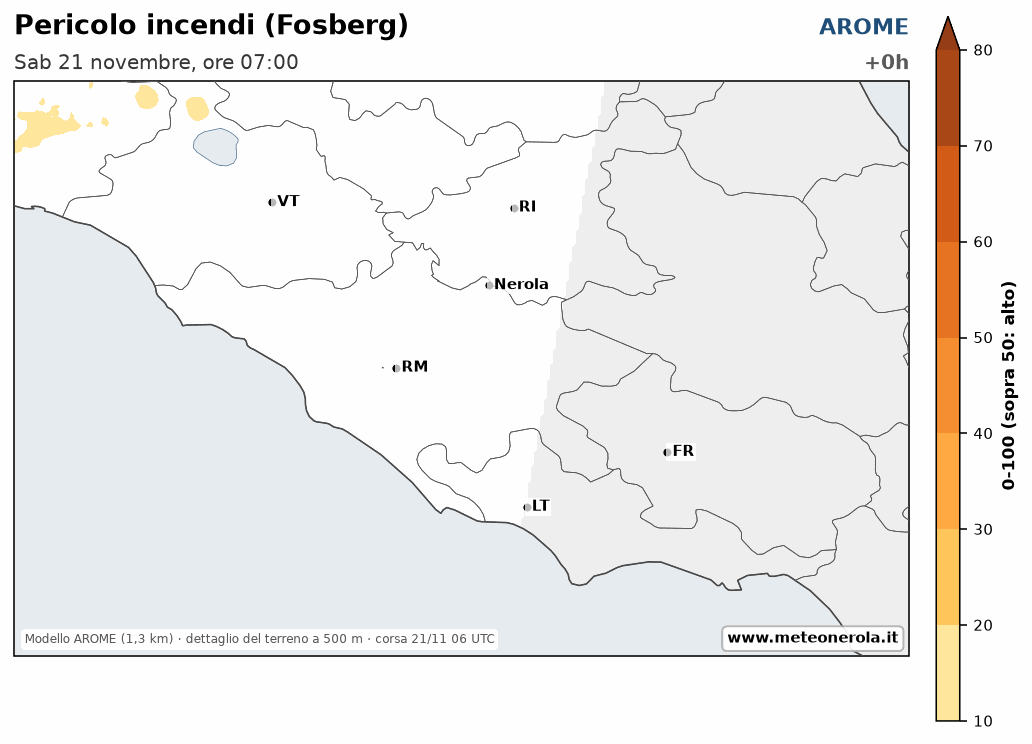 Pericolo incendi (Fosberg)
AROME
Sab 21 novembre, ore 07:00
+0h
80
70
60
50
40
30
20
10
0-100 (sopra 50: alto)
VT
RI
Nerola
RM
FR
LT
Modello AROME (1,3 km) · dettaglio del terreno a 500 m · corsa 21/11 06 UTC
www.meteonerola.it